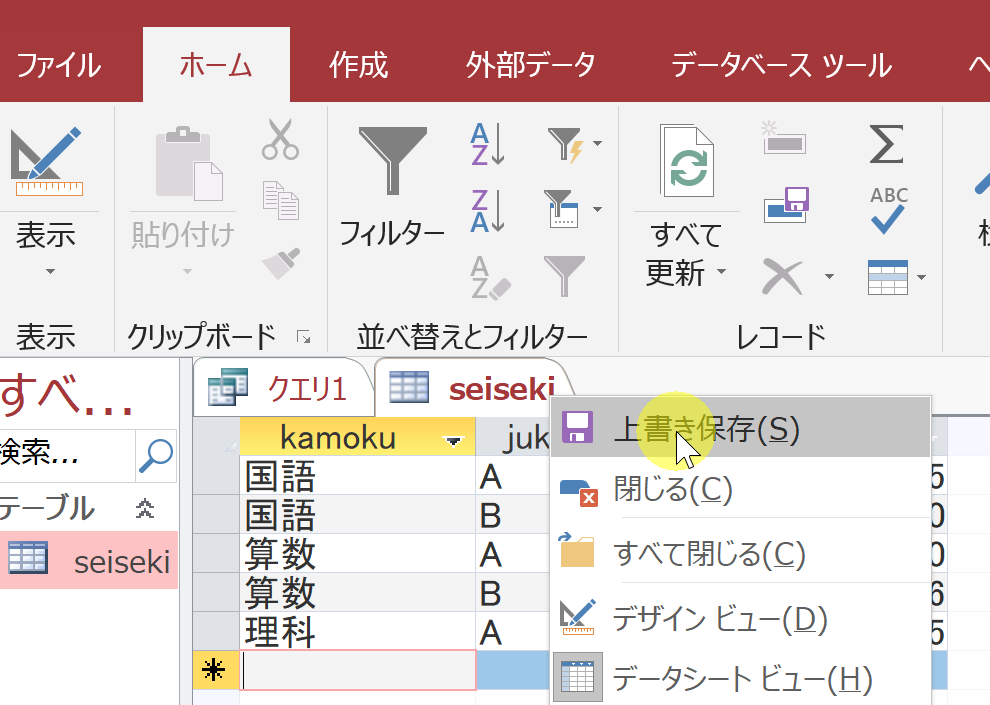 ファイル ホーム 作成 外部データ データベース ツール ヘ
表示 貼り付け フィルター すべて 更新
A Z
Z A
A Z
ABC
表示 クリップボード 並べ替えとフィルター レコード
すべ...
検索...
テーブル
seiseki
クエリ1 seiseki
kamoku juk
国語 A 5
国語 B 0
算数 A 0
算数 B 6
理科 A 5
上書き保存(S)
閉じる(C)
すべて閉じる(C)
デザイン ビュー(D)
データシート ビュー(H)